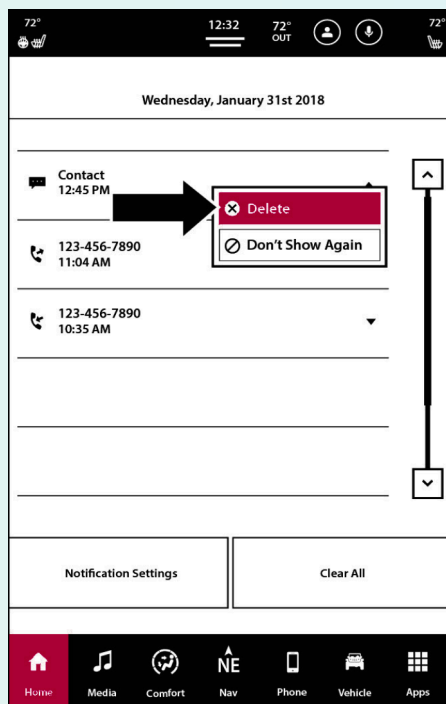 72°
12:32
72°
OUT
72°
Wednesday, January 31st 2018
Contact
12:45 PM
Delete
Don't Show Again
123-456-7890
11:04 AM
123-456-7890
10:35 AM
Notification Settings
Clear All
NE
Home
Media
Comfort
Nav
Phone
Vehicle
Apps